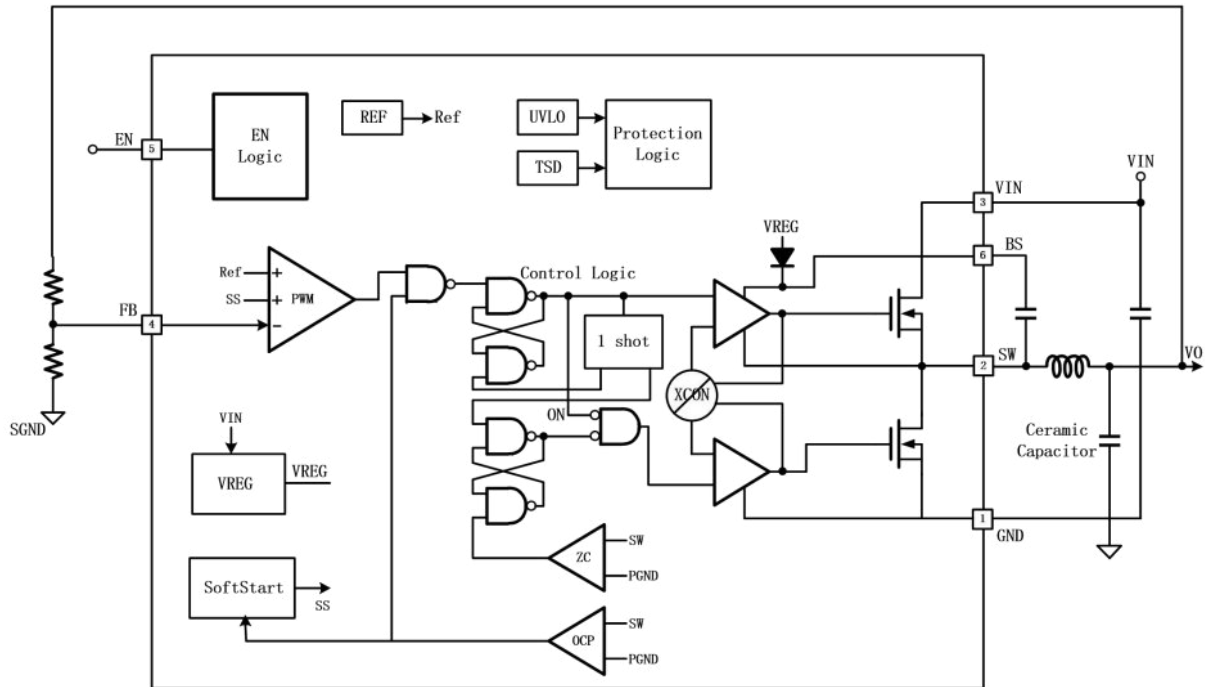 EN
5
EN
Logic
REF
Ref
UVLO
TSD
Protection
Logic
VIN
3
VIN
VREG
6
BS
Ref
+
SS
+
PWM
-
FB
4
Control Logic
1 shot
2
SW
VO
XCON
ON
SGND
VIN
VREG
VREG
Ceramic
Capacitor
1
GND
ZC
SW
PGND
SoftStart
SS
OCP
SW
PGND